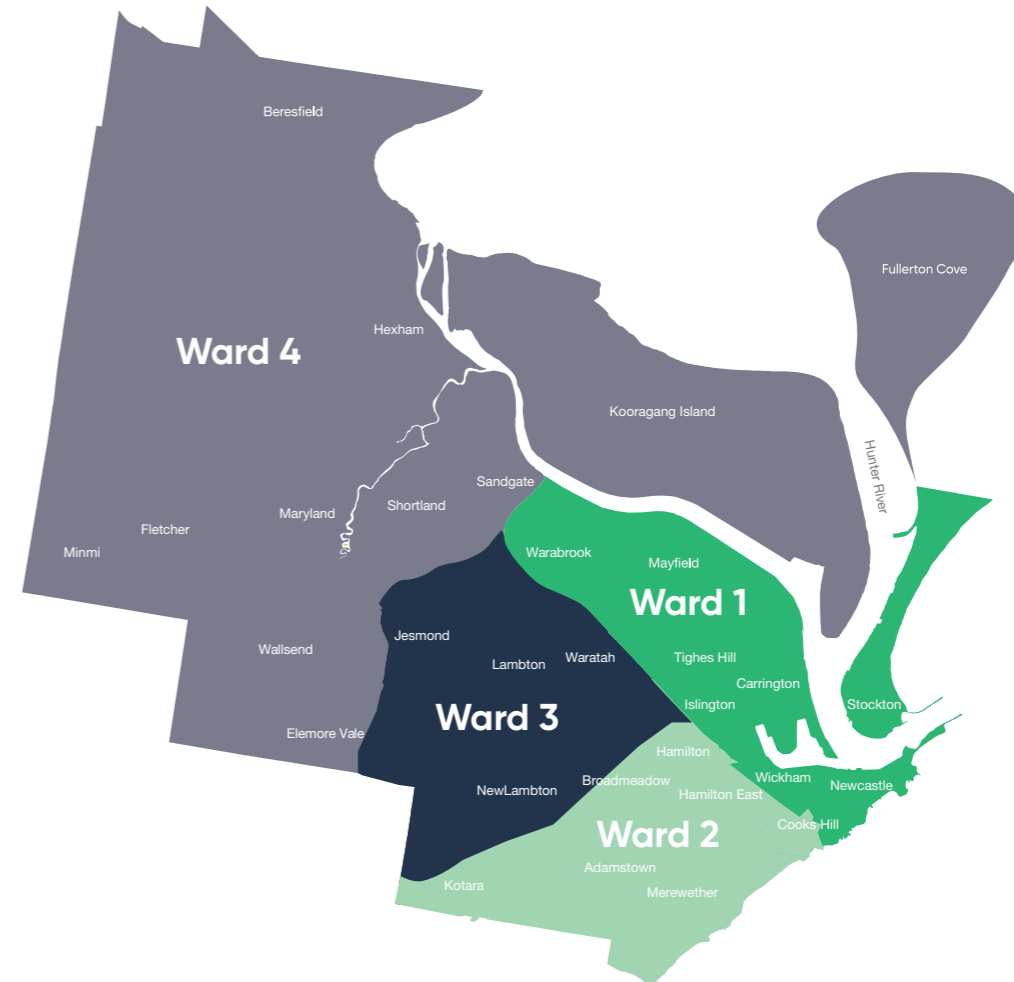 Beresfield
Fullerton Cove
Hexham
Ward 4
Kooragang Island
Hunter River
Sandgate
Shortland
Maryland
Fletcher
Minmi
Warabrook
Mayfield
Ward 1
Jesmond
Wallsend
Lambton
Waratah
Tighes Hill
Carrington
Islington
Stockton
Ward 3
Elemore Vale
Hamilton
Broadmeadow
Wickham
Newcastle
NewLambton
Hamilton East
Cooks Hill
Ward 2
Adamstown
Kotara
Merewether